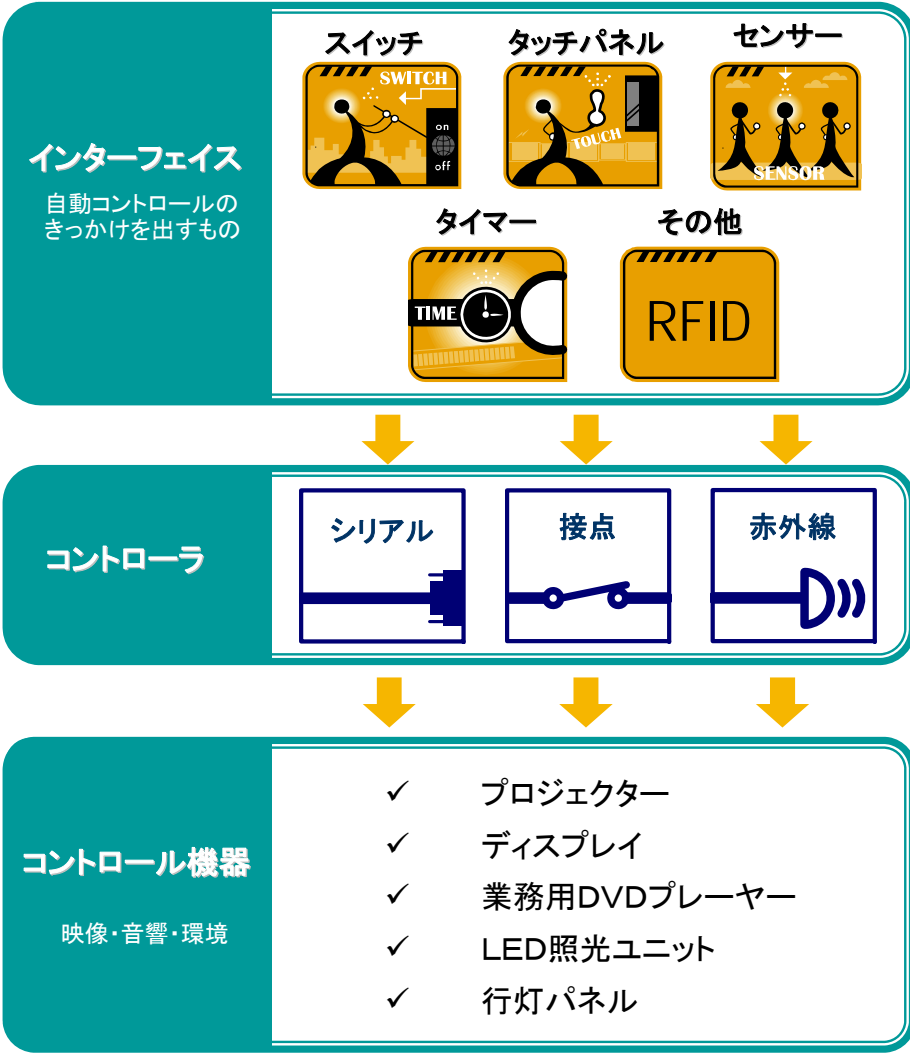 インターフェイス
自動コントロールの
きっかけを出すもの
スイッチ
タッチパネル
センサー
SWITCH
on
off
TOUCH
SENSOR
タイマー
その他
TIME
RFID
コントローラ
シリアル
接点
赤外線
コントロール機器
映像・音響・環境
✓ プロジェクター
✓ ディスプレイ
✓ 業務用DVDプレーヤー
✓ LED照光ユニット
✓ 行灯パネル